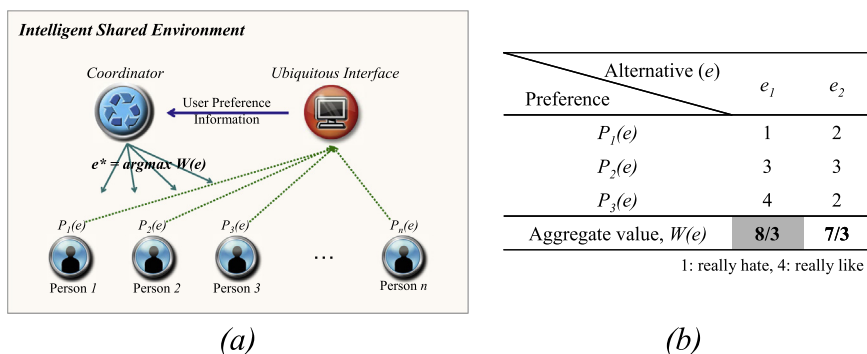 Intelligent Shared Environment
Coordinator
Ubiquitous Interface
User Preference
Information
e* = argmax W(e)
P1(e)
P2(e)
P3(e)
Pn(e)
...
Person 1
Person 2
Person 3
Person n
(a)
Alternative (e)
e1
e2
Preference
P1(e) 1 2
P2(e) 3 3
P3(e) 4 2
Aggregate value, W(e) 8/3 7/3
1: really hate, 4: really like
(b)